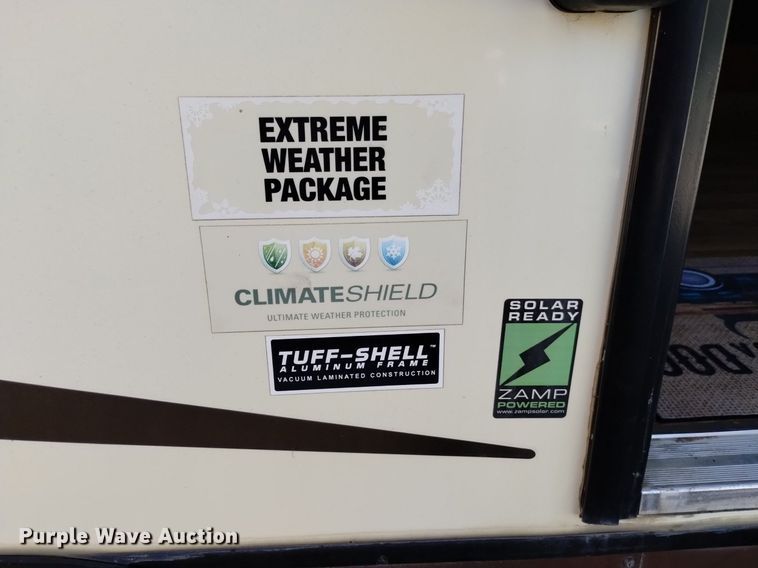 EXTREME
WEATHER
PACKAGE
CLIMATESHIELD
ULTIMATE WEATHER PROTECTION
TUFF-SHELL™
ALUMINUM FRAME
VACUUM LAMINATED CONSTRUCTION
SOLAR
READY
ZAMP
POWERED
www.zampsolar.com
Purple Wave Auction